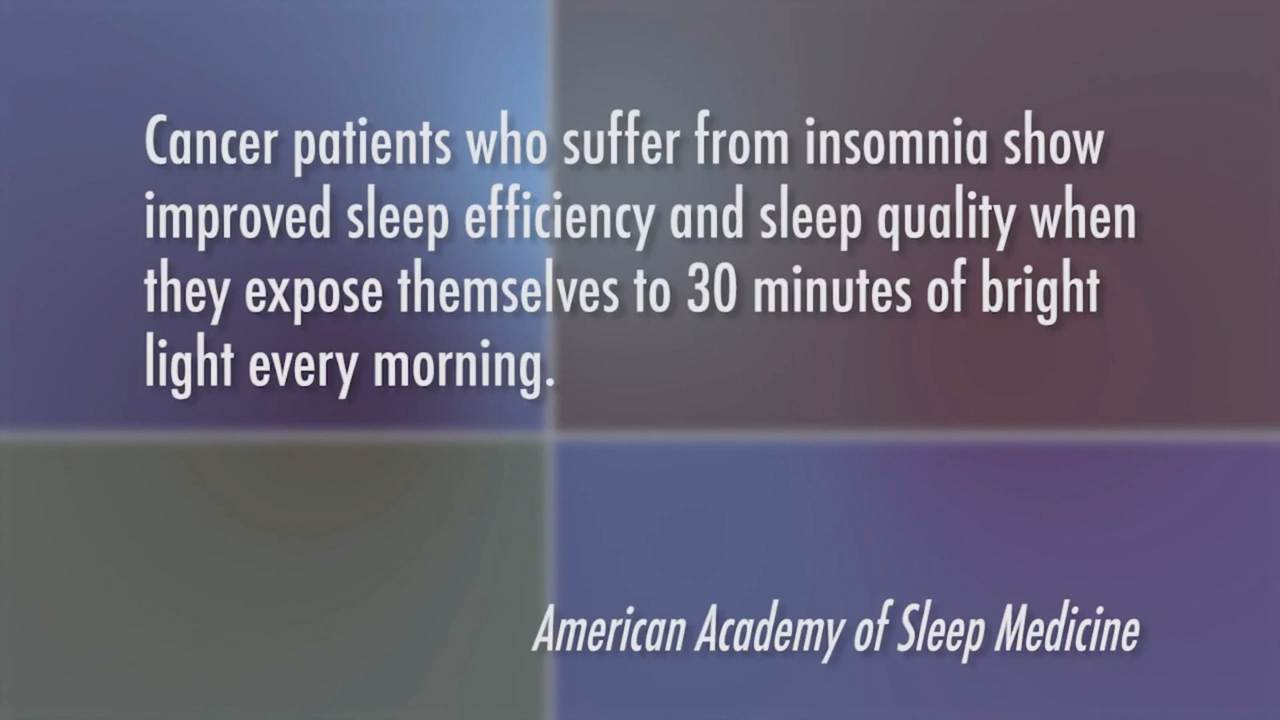 Cancer patients who suffer from insomnia show
improved sleep efficiency and sleep quality when
they expose themselves to 30 minutes of bright
light every morning.
American Academy of Sleep Medicine